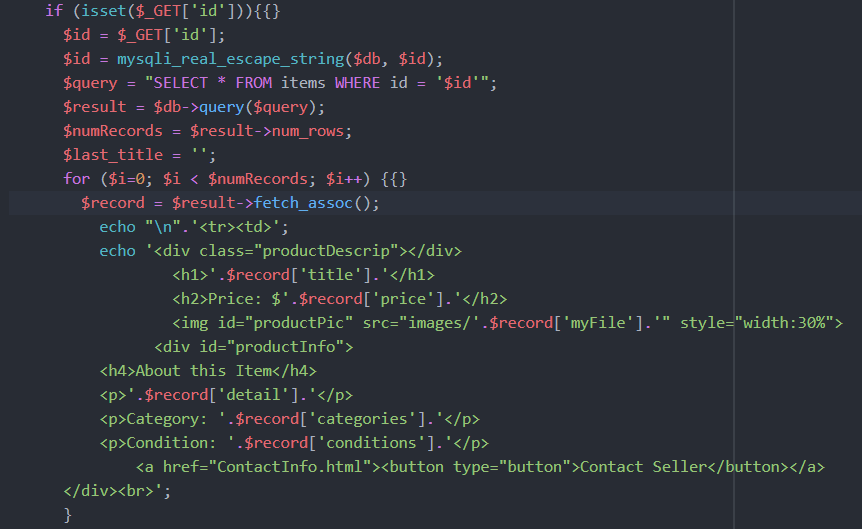 if (isset($_GET['id'])){{}
$id = $_GET['id'];
$id = mysqli_real_escape_string($db, $id);
$query = "SELECT * FROM items WHERE id = '$id'";
$result = $db->query($query);
$numRecords = $result->num_rows;
$last_title = '';
for ($i=0; $i < $numRecords; $i++) {{}
$record = $result->fetch_assoc();
echo "\n".'<tr><td>';
echo '<div class="productDescrip"></div>
<h1>'.$record['title'].'</h1>
<h2>Price: $'.$record['price'].'</h2>
<img id="productPic" src="images/'.$record['myFile'].'" style="width:30%">
<div id="productInfo">
<h4>About this Item</h4>
<p>'.$record['detail'].'</p>
<p>Category: '.$record['categories'].'</p>
<p>Condition: '.$record['conditions'].'</p>
<a href="ContactInfo.html"><button type="button">Contact Seller</button></a>
</div><br>';
}